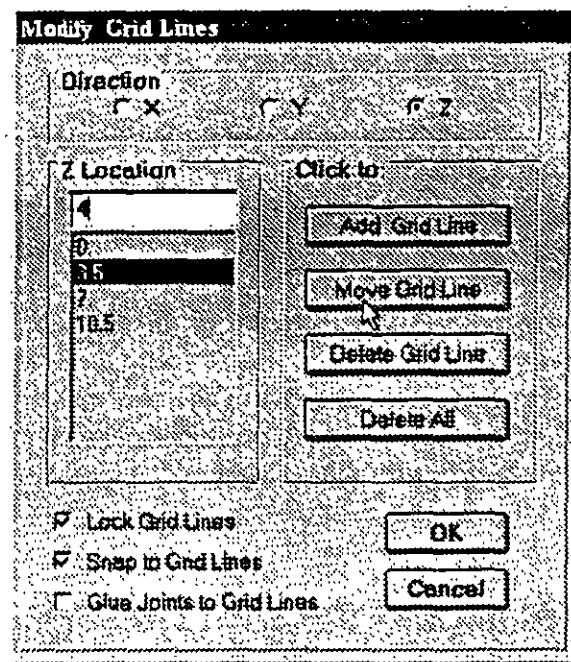 Modify Grid Lines
Direction
X
Y
Z
Z Location
4
0
3.5
7
10.5
Click to:
Add Grid Line
Move Grid Line
Delete Grid Line
Delete All
Lock Grid Lines
Snap to Grid Lines
Glue Joints to Grid Lines
OK
Cancel